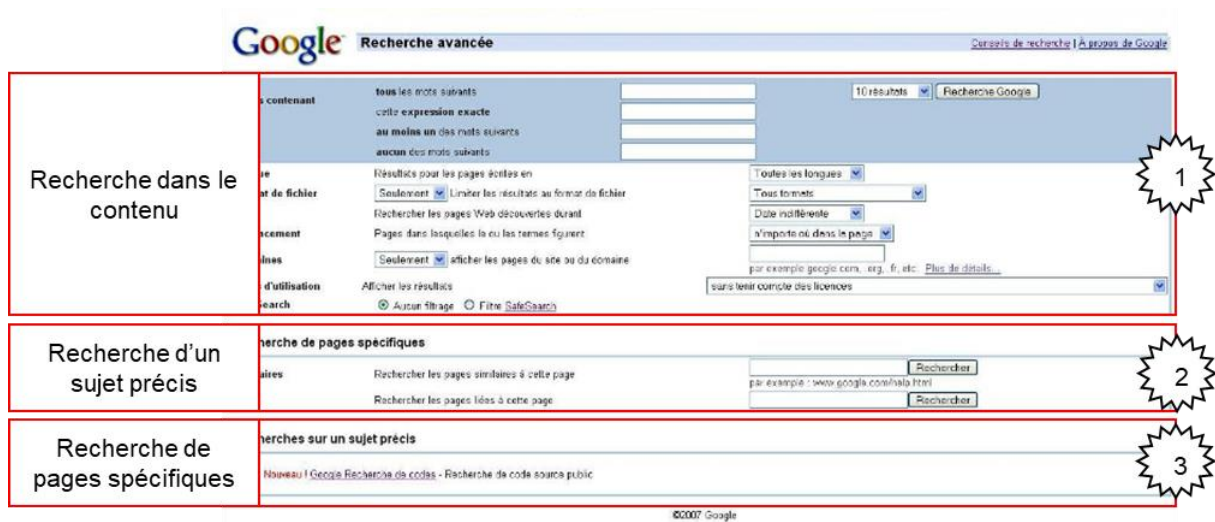 Google Recherche avancée Conseils de recherche | À propos de Google
Recherche dans le
contenu
s contenant tous les mots suivants 10 résultats Recherche Google
cette expression exacte
au moins un des mots suivants
aucun des mots suivants
ue Résultats pour les pages écrites en Toutes les langues
at de fichier Seulement Limiter les résultats au format de fichier Tous formats
Rechercher les pages Web découvertes durant Date indifférente
acement Pages dans lesquelles le ou les termes figurent n'importe où dans la page
aines Seulement afficher les pages du site ou du domaine
par exemple google.com, .org, .fr, etc. Plus de détails...
d'utilisation Afficher les résultats sans tenir compte des licences
Search Aucun filtrage Filtre SafeSearch
1
Recherche d'un
sujet précis
herche de pages spécifiques
aires Rechercher les pages similaires à cette page Rechercher
par exemple : www.google.com/help.html
Rechercher les pages liées à cette page Rechercher
2
Recherche de
pages spécifiques
herches sur un sujet précis
Nouveau ! Google Recherche de codes - Recherche de code source public
3
©2007 Google